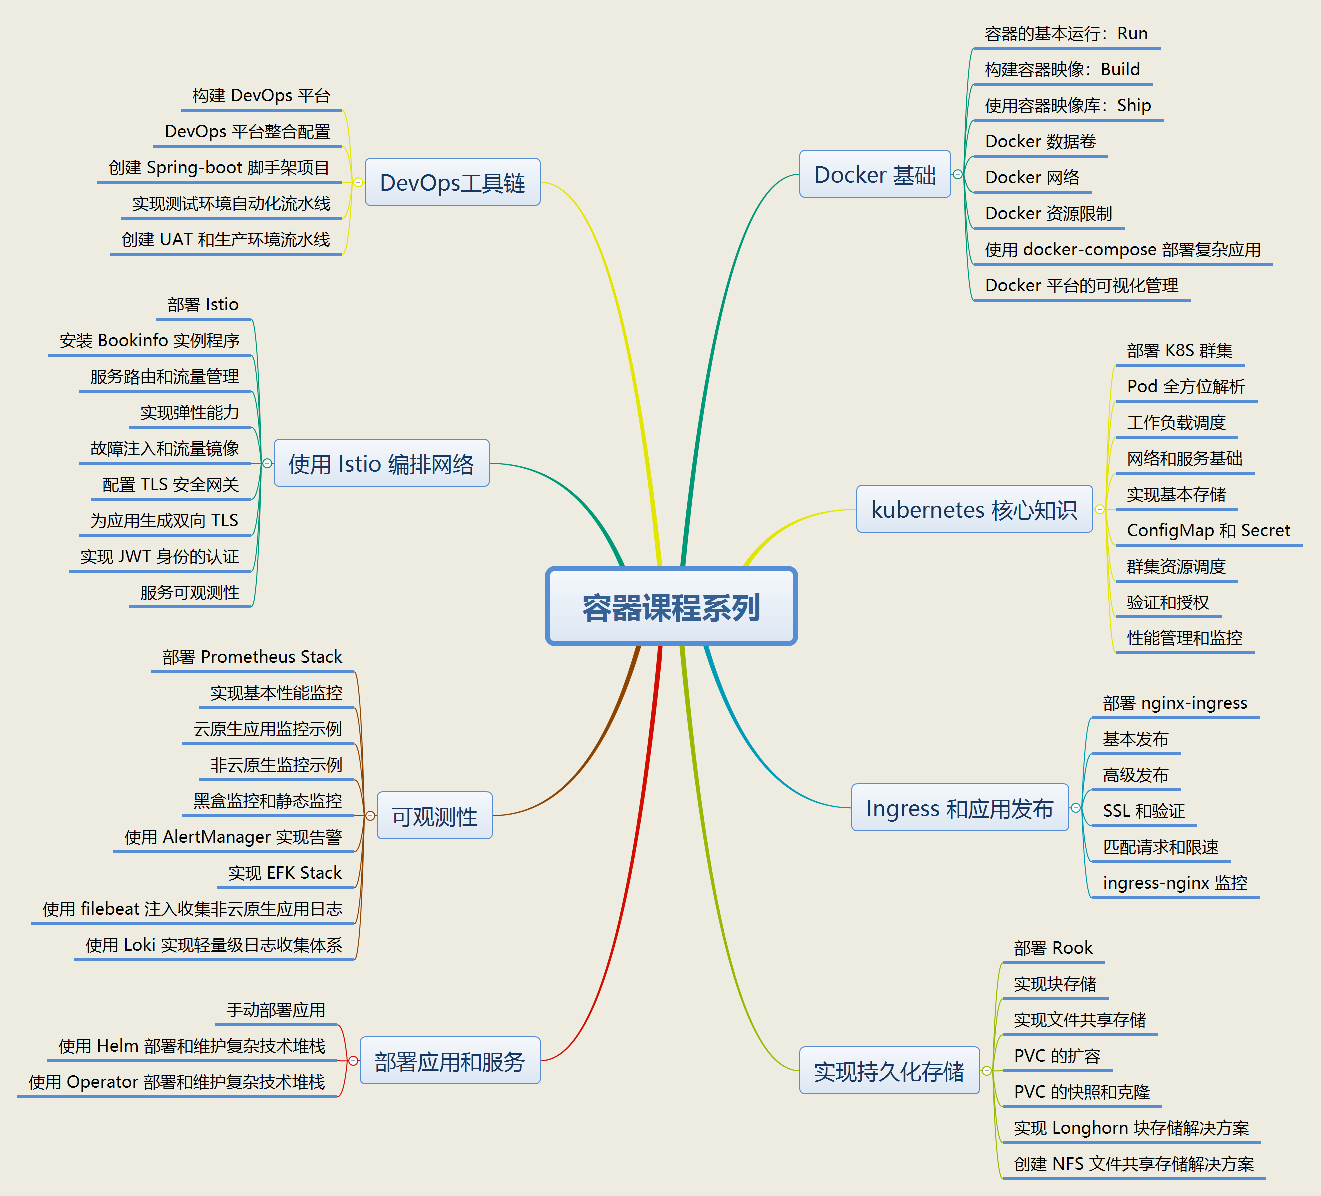 容器课程系列
Docker 基础
容器的基本运行：Run
构建容器映像：Build
使用容器映像库：Ship
Docker 数据卷
Docker 网络
Docker 资源限制
使用 docker-compose 部署复杂应用
Docker 平台的可视化管理
kubernetes 核心知识
部署 K8S 群集
Pod 全方位解析
工作负载调度
网络和服务基础
实现基本存储
ConfigMap 和 Secret
群集资源调度
验证和授权
性能管理和监控
Ingress 和应用发布
部署 nginx-ingress
基本发布
高级发布
SSL 和验证
匹配请求和限速
ingress-nginx 监控
实现持久化存储
部署 Rook
实现块存储
实现文件共享存储
PVC 的扩容
PVC 的快照和克隆
实现 Longhorn 块存储解决方案
创建 NFS 文件共享存储解决方案
DevOps工具链
构建 DevOps 平台
DevOps 平台整合配置
创建 Spring-boot 脚手架项目
实现测试环境自动化流水线
创建 UAT 和生产环境流水线
使用 Istio 编排网络
部署 Istio
安装 Bookinfo 实例程序
服务路由和流量管理
实现弹性能力
故障注入和流量镜像
配置 TLS 安全网关
为应用生成双向 TLS
实现 JWT 身份的认证
服务可观测性
可观测性
部署 Prometheus Stack
实现基本性能监控
云原生应用监控示例
非云原生监控示例
黑盒监控和静态监控
使用 AlertManager 实现告警
实现 EFK Stack
使用 filebeat 注入收集非云原生应用日志
使用 Loki 实现轻量级日志收集体系
部署应用和服务
手动部署应用
使用 Helm 部署和维护复杂技术堆栈
使用 Operator 部署和维护复杂技术堆栈